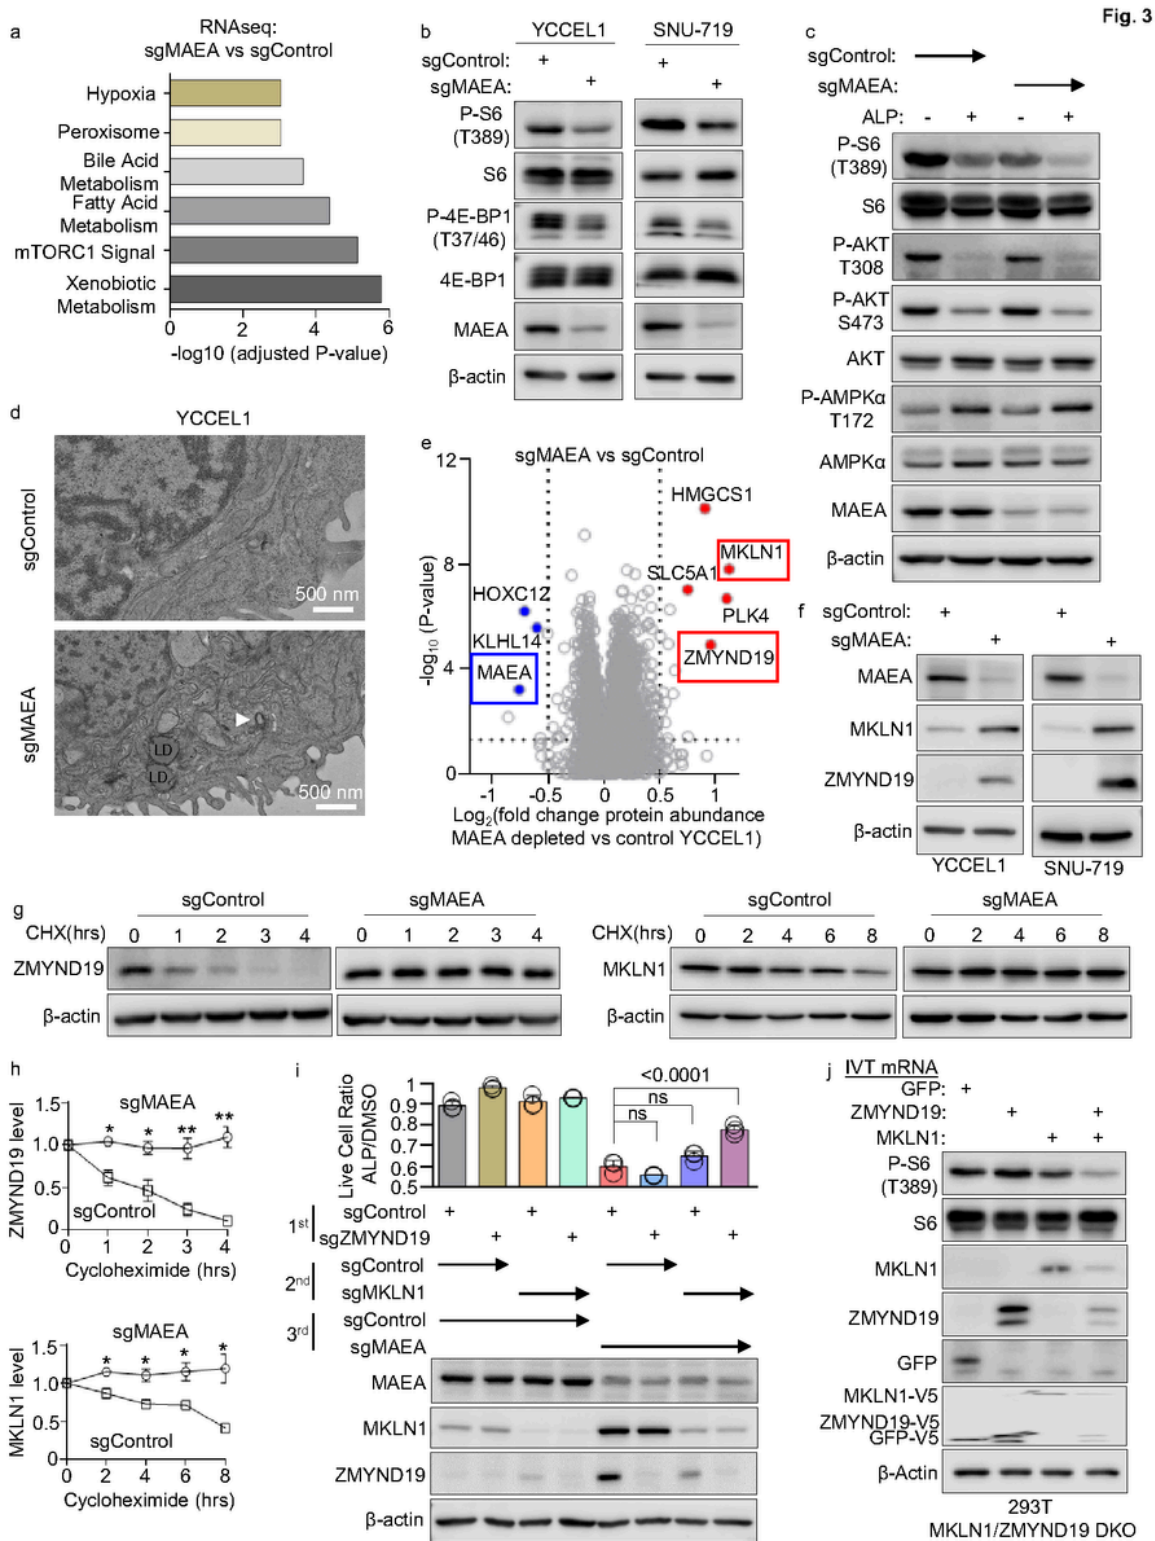 Fig. 3
a
RNAseq:
sgMAEA vs sgControl
Hypoxia
Peroxisome
Bile Acid
Metabolism
Fatty Acid
Metabolism
mTORC1 Signal
Xenobiotic
Metabolism
0 2 4 6
-log10 (adjusted P-value)
b
YCCEL1 SNU-719
sgControl: + +
sgMAEA: + +
P-S6
(T389)
S6
P-4E-BP1
(T37/46)
4E-BP1
MAEA
β-actin
c
sgControl:
sgMAEA:
ALP: - + - +
P-S6
(T389)
S6
P-AKT
T308
P-AKT
S473
AKT
P-AMPKα
T172
AMPKα
MAEA
β-actin
d
YCCEL1
sgControl
500 nm
sgMAEA
LD
LD
500 nm
e
sgMAEA vs sgControl
12
8
4
0
-log10 (P-value)
HMGCS1
MKLN1
SLC5A1
PLK4
ZMYND19
HOXC12
KLHL14
MAEA
-1 -0.5 0 0.5 1
Log2(fold change protein abundance
MAEA depleted vs control YCCEL1)
f
sgControl: + +
sgMAEA: + +
MAEA
MKLN1
ZMYND19
β-actin
YCCEL1 SNU-719
g
sgControl sgMAEA
CHX(hrs) 0 1 2 3 4 0 1 2 3 4
ZMYND19
β-actin
sgControl sgMAEA
CHX(hrs) 0 2 4 6 8 0 2 4 6 8
MKLN1
β-actin
h
ZMYND19 level
1.5
1.0
0.5
0
sgMAEA
* * ** **
sgControl
0 1 2 3 4
Cycloheximide (hrs)
MKLN1 level
1.5
1.0
0.5
0
sgMAEA
* * * *
sgControl
0 2 4 6 8
Cycloheximide (hrs)
i
Live Cell Ratio
ALP/DMSO
1
0.9
0.8
0.7
0.6
0.5
<0.0001
ns
ns
1st
sgControl + + + +
sgZMYND19 + + + +
2nd
sgControl
sgMKLN1
3rd
sgControl
sgMAEA
MAEA
MKLN1
ZMYND19
β-actin
j
IVT mRNA
GFP: +
ZMYND19: + +
MKLN1: + +
P-S6
(T389)
S6
MKLN1
ZMYND19
GFP
MKLN1-V5
ZMYND19-V5
GFP-V5
β-Actin
293T
MKLN1/ZMYND19 DKO